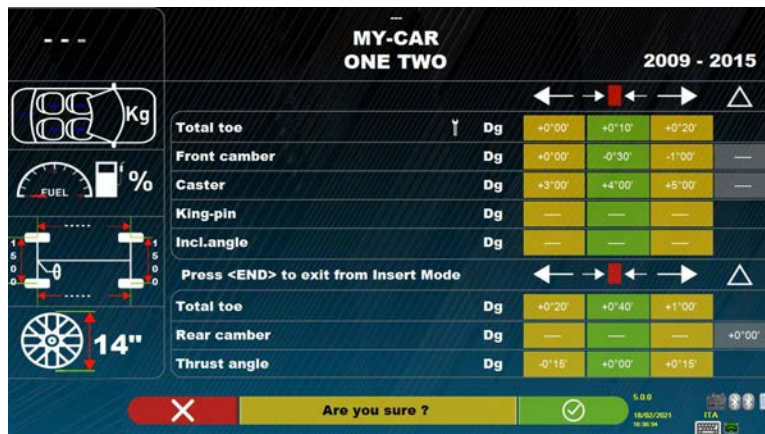 ---
---
MY-CAR
ONE TWO
2009 - 2015
Kg
Total toe Dg +0°00' +0°10' +0°20'
Front camber Dg +0°00' -0°30' -1°00' ----
Caster Dg +3°00' +4°00' +5°00' ----
King-pin Dg ---- ---- ----
Incl.angle Dg ---- ---- ----
FUEL %
-----
1500 1500
-----
Press <END> to exit from Insert Mode
Total toe Dg +0°20' +0°40' +1°00'
Rear camber Dg ---- ---- ---- +0°00'
Thrust angle Dg -0°15' +0°00' +0°15'
14"
Are you sure ?
5.0.0
18/02/2021
ITA